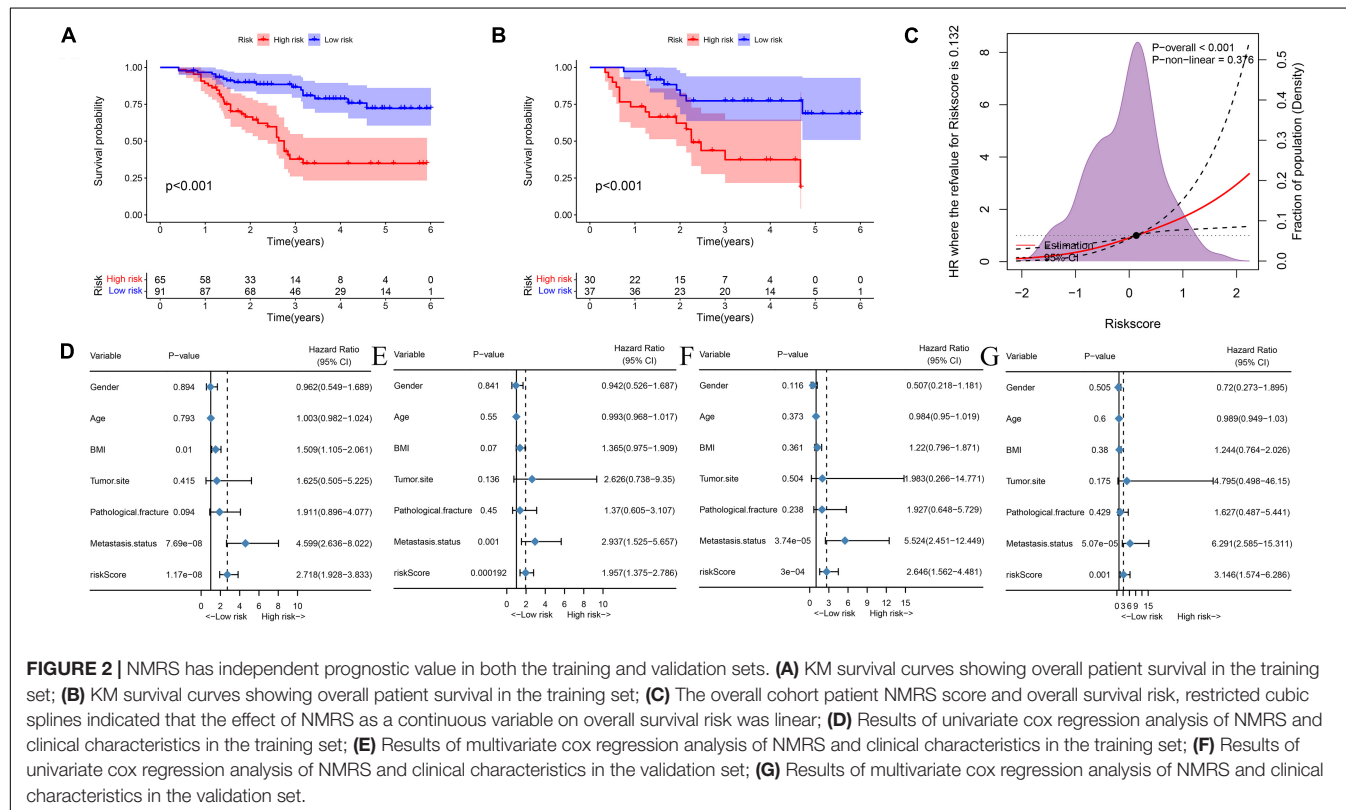 A
Risk High risk Low risk
Survival probability
1.00
0.75
0.50
0.25
0.00
p<0.001
0 1 2 3 4 5 6
Time(years)
Risk
High risk 65 58 33 14 8 4 0
Low risk 91 87 68 46 29 14 1
0 1 2 3 4 5 6
Time(years)
B
Risk High risk Low risk
Survival probability
1.00
0.75
0.50
0.25
0.00
p<0.001
0 1 2 3 4 5 6
Time(years)
Risk
High risk 30 22 15 7 4 0 0
Low risk 37 36 23 20 14 5 1
0 1 2 3 4 5 6
Time(years)
C
HR where the refvalue for Riskscore is 0.132
8
6
4
2
0
P−overall < 0.001
P−non−linear = 0.376
Estimation
95% CI
0.5
0.4
0.3
0.2
0.1
0.0
Fraction of population (Density)
−2 −1 0 1 2
Riskscore
D
Variable P−value Hazard Ratio
(95% CI)
Gender 0.894 0.962(0.549−1.689)
Age 0.793 1.003(0.982−1.024)
BMI 0.01 1.509(1.105−2.061)
Tumor.site 0.415 1.625(0.505−5.225)
Pathological.fracture 0.094 1.911(0.896−4.077)
Metastasis.status 7.69e−08 4.599(2.636−8.022)
riskScore 1.17e−08 2.718(1.928−3.833)
0 2 4 6 8 10
<−Low risk High risk−>
E
Variable P−value Hazard Ratio
(95% CI)
Gender 0.841 0.942(0.526−1.687)
Age 0.55 0.993(0.968−1.017)
BMI 0.07 1.365(0.975−1.909)
Tumor.site 0.136 2.626(0.738−9.35)
Pathological.fracture 0.45 1.37(0.605−3.107)
Metastasis.status 0.001 2.937(1.525−5.657)
riskScore 0.000192 1.957(1.375−2.786)
0 2 4 6 8 10
<−Low risk High risk−>
F
Variable P−value Hazard Ratio
(95% CI)
Gender 0.116 0.507(0.218−1.181)
Age 0.373 0.984(0.95−1.019)
BMI 0.361 1.22(0.796−1.871)
Tumor.site 0.504 1.983(0.266−14.771)
Pathological.fracture 0.238 1.927(0.648−5.729)
Metastasis.status 3.74e−05 5.524(2.451−12.449)
riskScore 3e−04 2.646(1.562−4.481)
0 3 6 9 12 15
<−Low risk High risk−>
G
Variable P−value Hazard Ratio
(95% CI)
Gender 0.505 0.72(0.273−1.895)
Age 0.6 0.989(0.949−1.03)
BMI 0.38 1.244(0.764−2.026)
Tumor.site 0.175 4.795(0.498−46.15)
Pathological.fracture 0.429 1.627(0.487−5.441)
Metastasis.status 5.07e−05 6.291(2.585−15.311)
riskScore 0.001 3.146(1.574−6.286)
0 3 6 9 15
<−Low risk High risk−>
FIGURE 2 | NMRS has independent prognostic value in both the training and validation sets. (A) KM survival curves showing overall patient survival in the training
set; (B) KM survival curves showing overall patient survival in the training set; (C) The overall cohort patient NMRS score and overall survival risk, restricted cubic
splines indicated that the effect of NMRS as a continuous variable on overall survival risk was linear; (D) Results of univariate cox regression analysis of NMRS and
clinical characteristics in the training set; (E) Results of multivariate cox regression analysis of NMRS and clinical characteristics in the training set; (F) Results of
univariate cox regression analysis of NMRS and clinical characteristics in the validation set; (G) Results of multivariate cox regression analysis of NMRS and clinical
characteristics in the validation set.